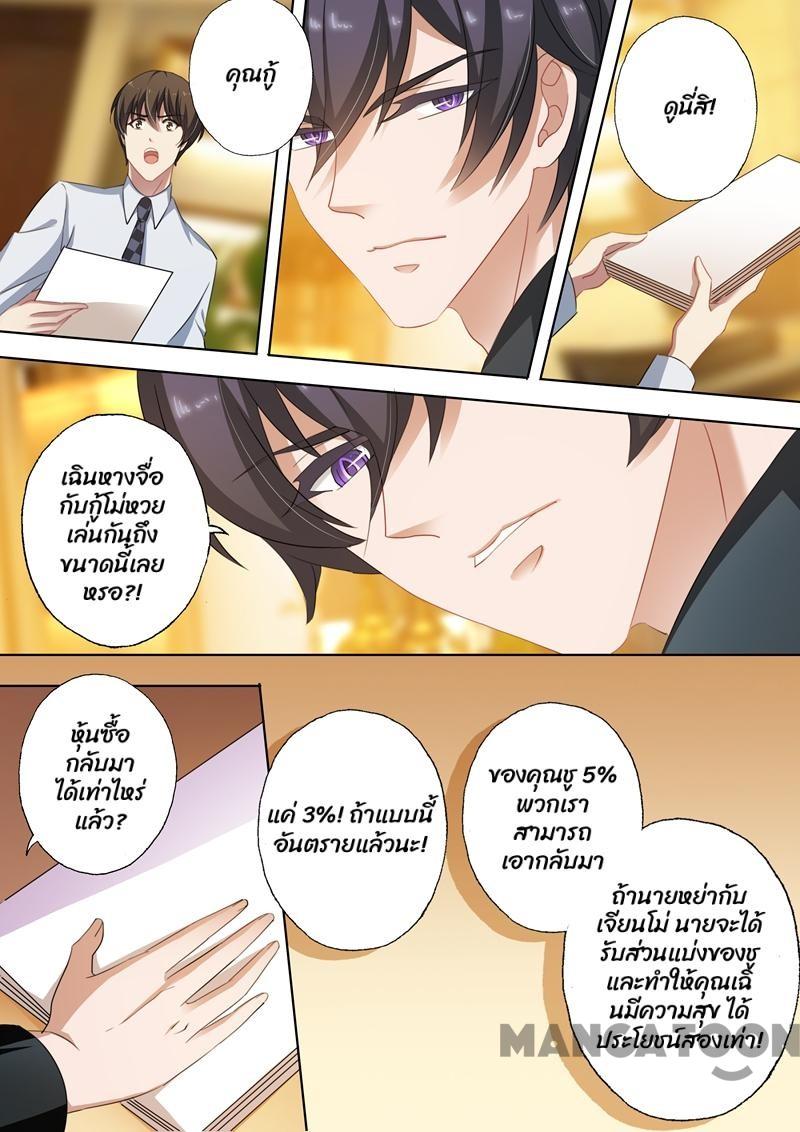 คุณกู้
ดูนี่สิ!
เฉินหางจื่อ
กับกู้โม่หวย
เล่นกันถึง
ขนาดนี้เลย
หรอ?!
หุ้นซื้อ
กลับมา
ได้เท่าไหร่
แล้ว?
แค่ 3%! ถ้าแบบนี้
อันตรายแล้วนะ!
ของคุณชู 5%
พวกเรา
สามารถ
เอากลับมา
ถ้านายหย่ากับ
เจียนโม่ นายจะได้
รับส่วนแบ่งของชู
และทำให้คุณเฉิ
นมีความสุข ได้
ประโยชน์สองเท่า!
MANGATOON